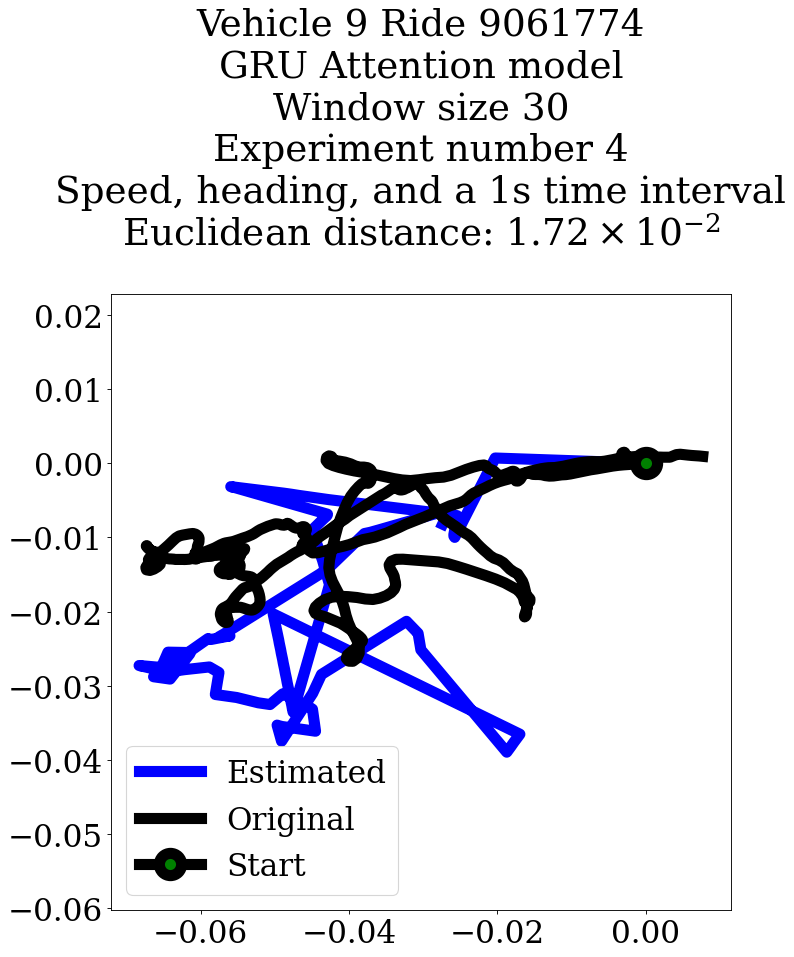 Vehicle 9 Ride 9061774
GRU Attention model
Window size 30
Experiment number 4
Speed, heading, and a 1s time interval
Euclidean distance: 1.72 × 10⁻²
0.02
0.01
0.00
−0.01
−0.02
−0.03
−0.04
−0.05
−0.06
Estimated
Original
Start
−0.06
−0.04
−0.02
0.00